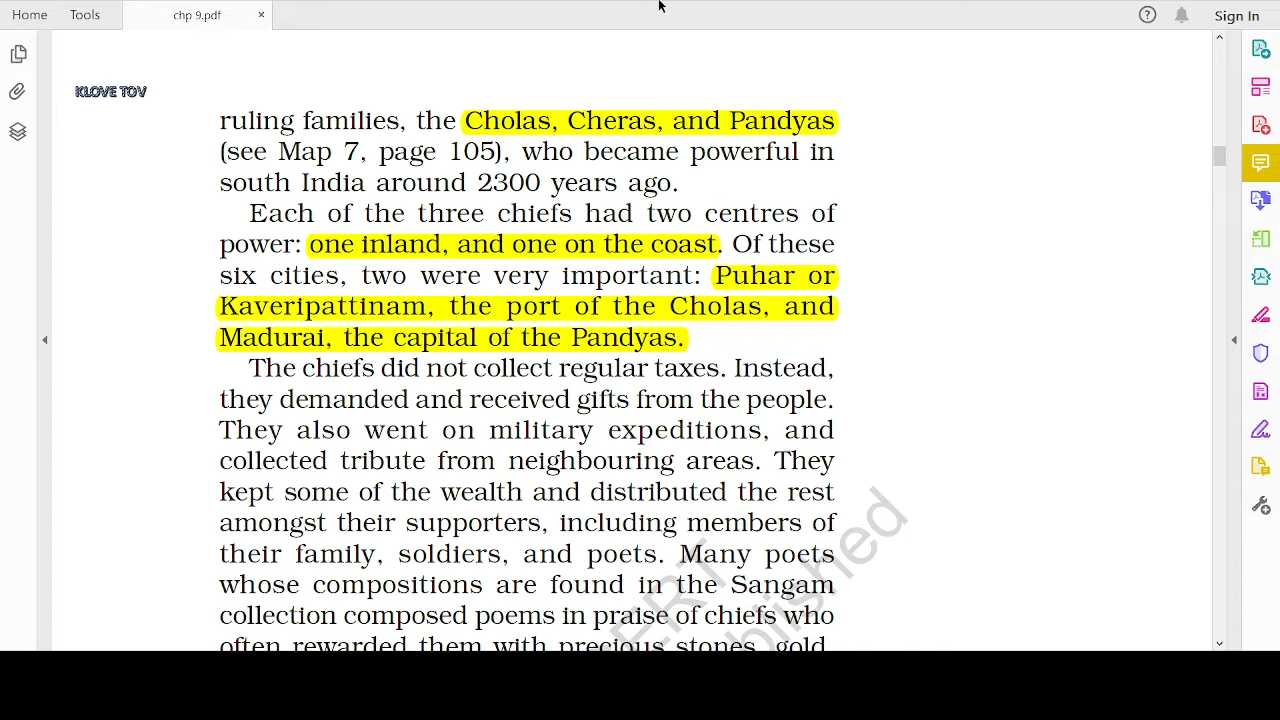 Home Tools chp 9.pdf × Sign In
KLOVE TOV
ruling families, the Cholas, Cheras, and Pandyas
(see Map 7, page 105), who became powerful in
south India around 2300 years ago.
Each of the three chiefs had two centres of
power: one inland, and one on the coast. Of these
six cities, two were very important: Puhar or
Kaveripattinam, the port of the Cholas, and
Madurai, the capital of the Pandyas.
The chiefs did not collect regular taxes. Instead,
they demanded and received gifts from the people.
They also went on military expeditions, and
collected tribute from neighbouring areas. They
kept some of the wealth and distributed the rest
amongst their supporters, including members of
their family, soldiers, and poets. Many poets
whose compositions are found in the Sangam
collection composed poems in praise of chiefs who
often rewarded them with precious stones, gold,